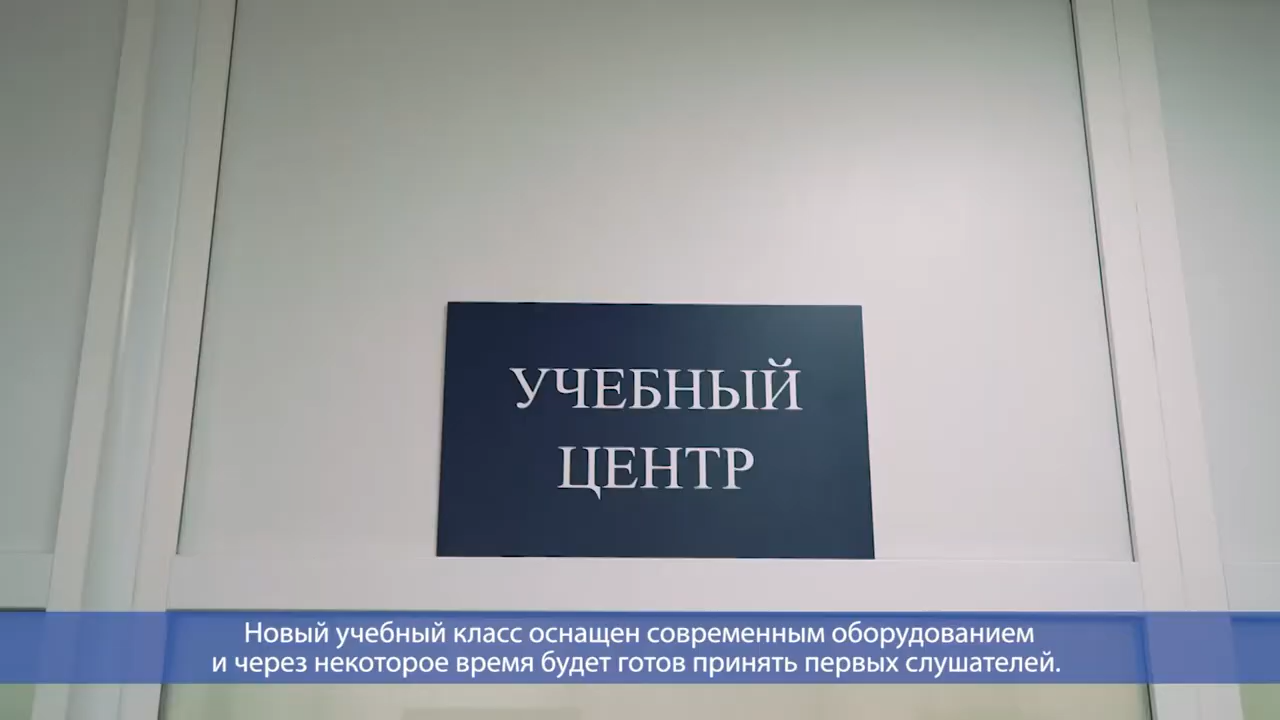 УЧЕБНЫЙ
ЦЕНТР
Новый учебный класс оснащен современным оборудованием
и через некоторое время будет готов принять первых слушателей.